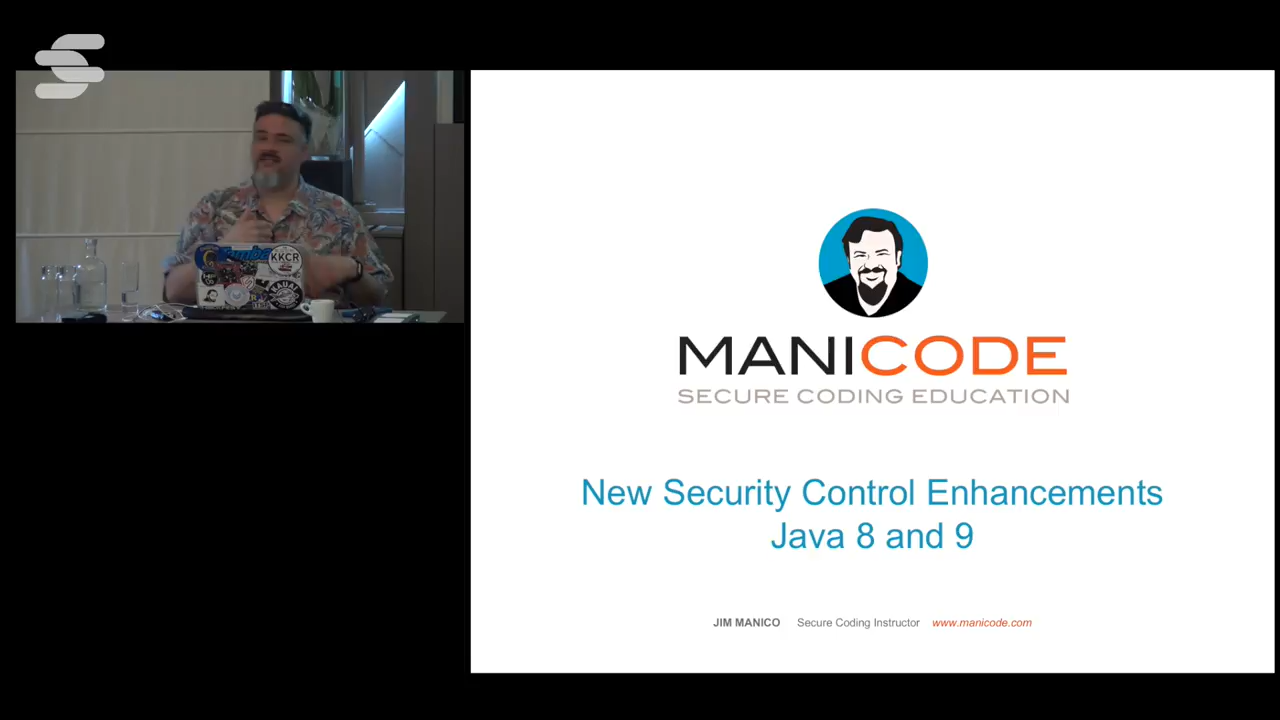 KKCR
KAUAI
MANICODE
SECURE CODING EDUCATION
New Security Control Enhancements
Java 8 and 9
JIM MANICO Secure Coding Instructor www.manicode.com